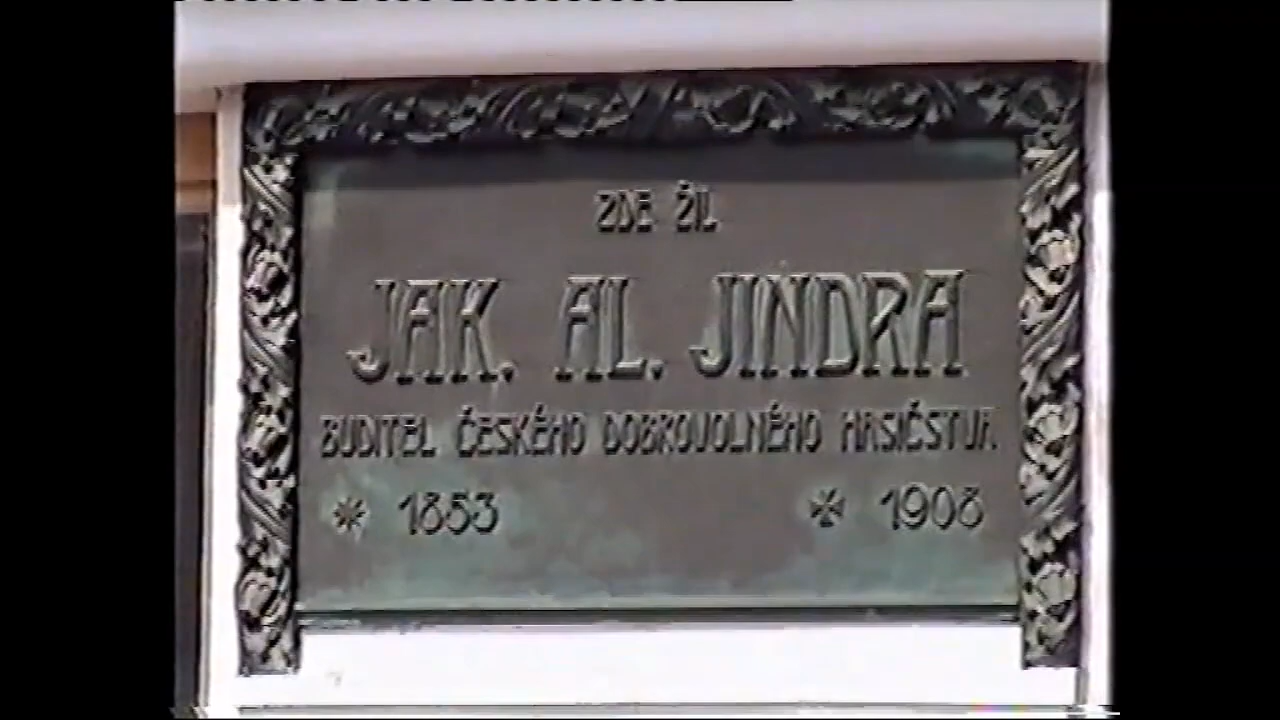 ZDE ŽIL
JAK. AL. JINDRA
BUDITEL ČESKÉHO DOBROVOLNÉHO HASIČSTVA
* 1853 ✠ 1908